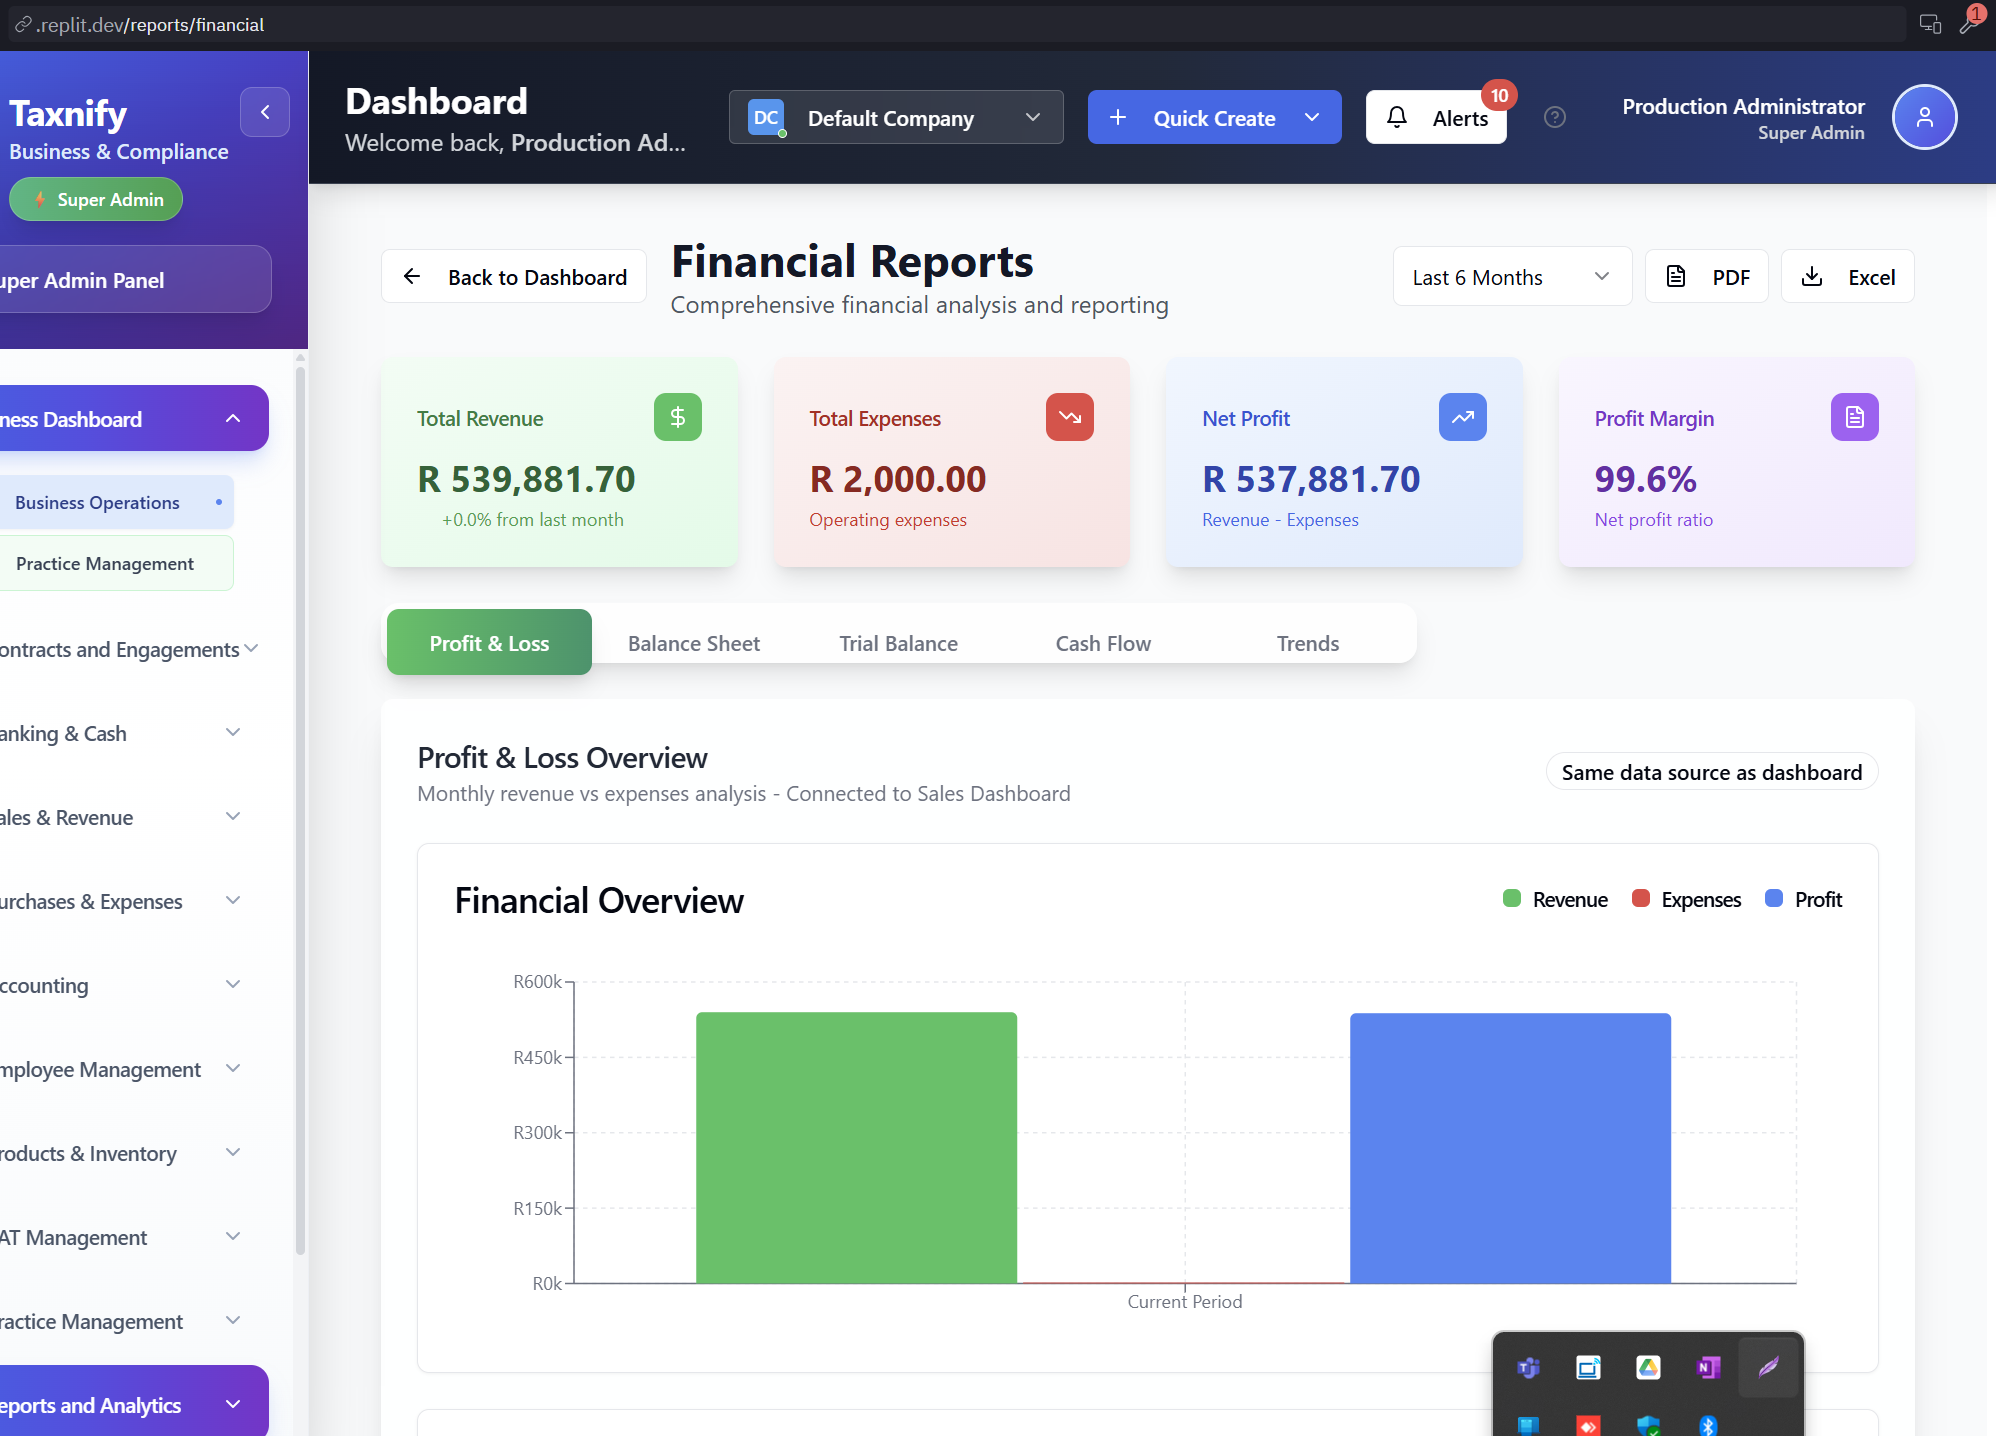 .replit.dev/reports/financial
1
Taxnify
Business & Compliance
Super Admin
uper Admin Panel
ness Dashboard
Business Operations
Practice Management
ontracts and Engagements
anking & Cash
ales & Revenue
urchases & Expenses
ccounting
mployee Management
roducts & Inventory
AT Management
ractice Management
eports and Analytics
Dashboard
Welcome back, Production Ad...
DC
Default Company
Quick Create
Alerts
10
Production Administrator
Super Admin
Back to Dashboard
Financial Reports
Comprehensive financial analysis and reporting
Last 6 Months
PDF
Excel
Total Revenue
R 539,881.70
+0.0% from last month
Total Expenses
R 2,000.00
Operating expenses
Net Profit
R 537,881.70
Revenue - Expenses
Profit Margin
99.6%
Net profit ratio
Profit & Loss
Balance Sheet
Trial Balance
Cash Flow
Trends
Profit & Loss Overview
Monthly revenue vs expenses analysis - Connected to Sales Dashboard
Same data source as dashboard
Financial Overview
Revenue
Expenses
Profit
R600k
R450k
R300k
R150k
R0k
Current Period